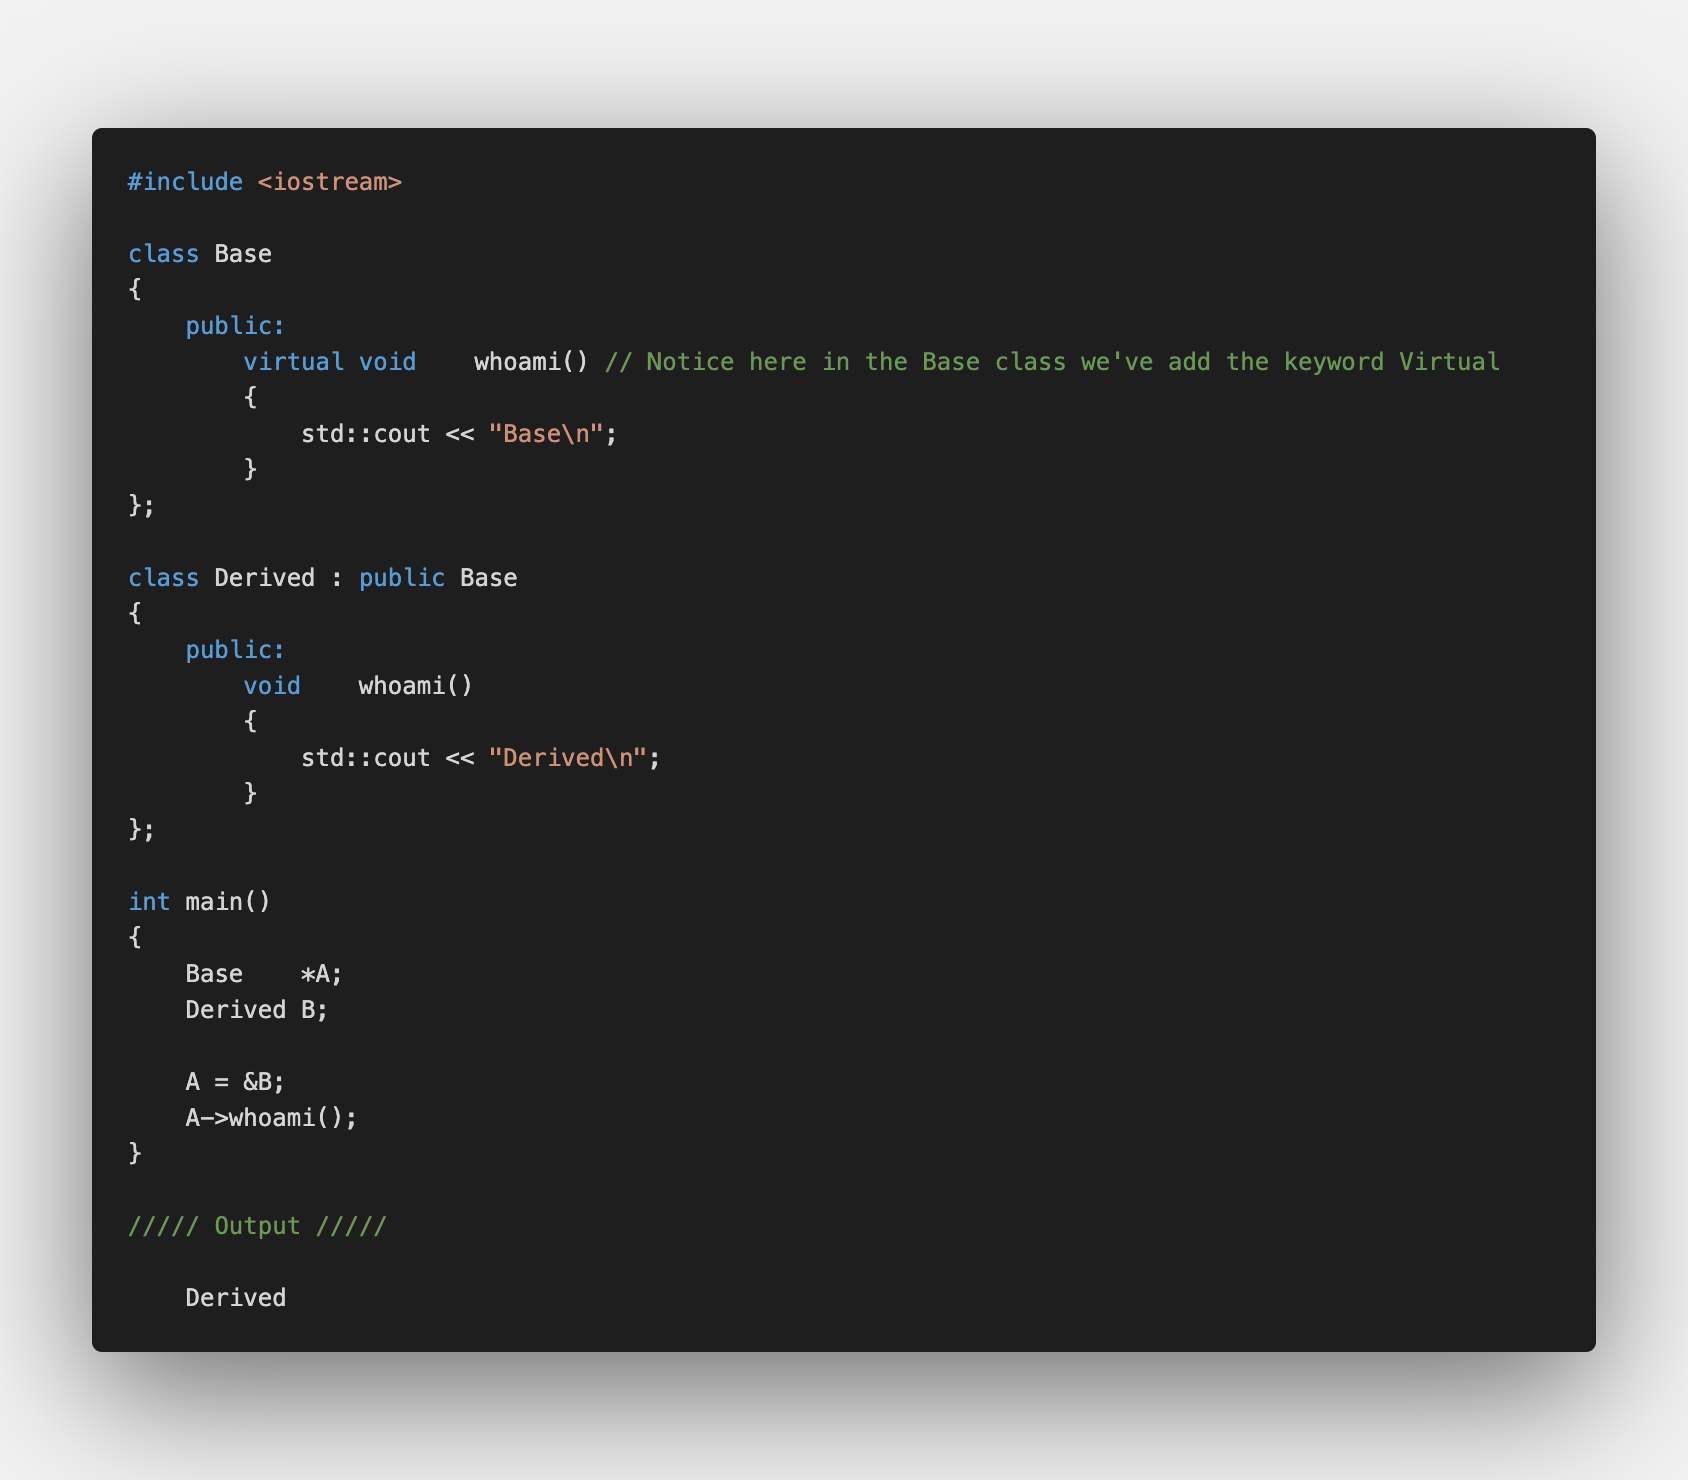 #include <iostream>
class Base
{
    public:
        virtual void    whoami() // Notice here in the Base class we've add the keyword Virtual
        {
            std::cout << "Base\n";
        }
};
class Derived : public Base
{
    public:
        void    whoami()
        {
            std::cout << "Derived\n";
        }
};
int main()
{
    Base    *A;
    Derived B;
    A = &B;
    A->whoami();
}
///// Output /////
    Derived